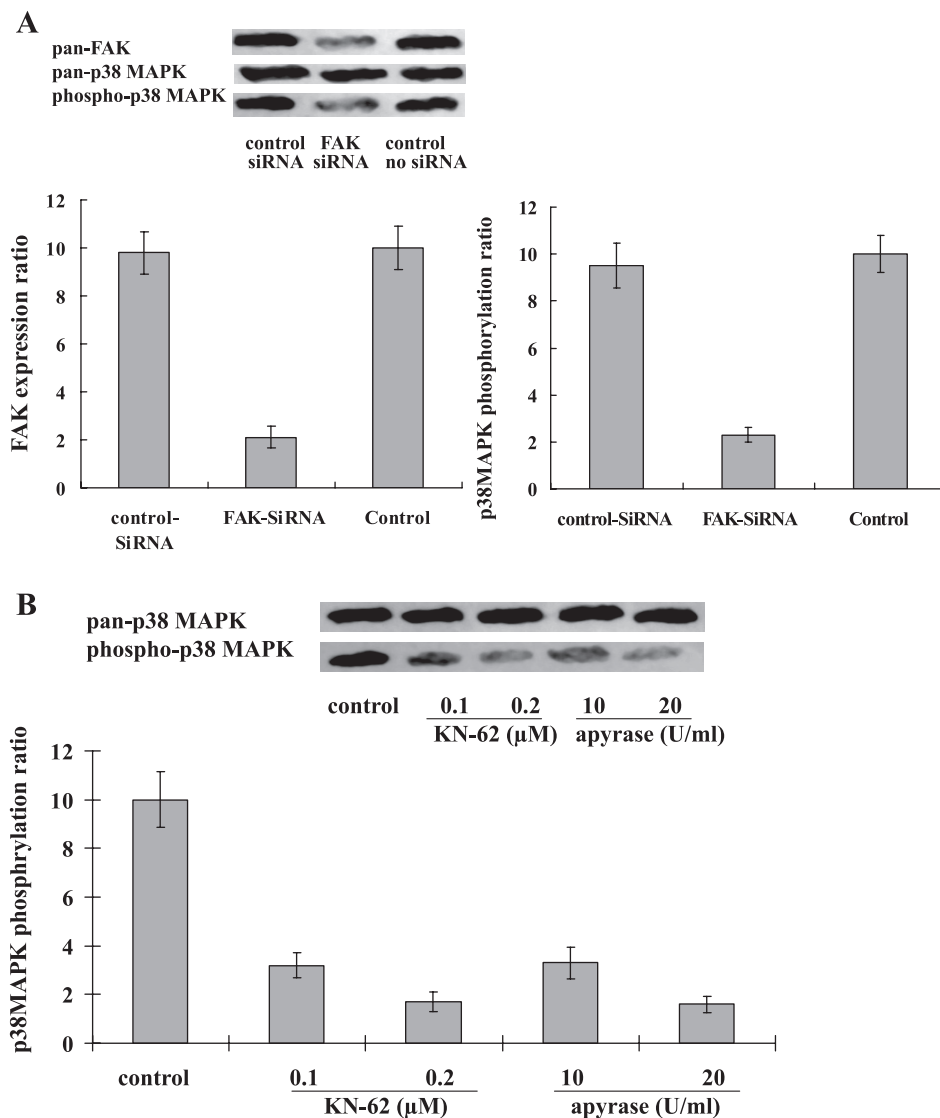 A
pan-FAK
pan-p38 MAPK
phospho-p38 MAPK
control FAK control
siRNA siRNA no siRNA
FAK expression ratio
12
10
8
6
4
2
0
control-
SiRNA
FAK-SiRNA
Control
p38MAPK phosphorylation ratio
12
10
8
6
4
2
0
control-SiRNA
FAK-SiRNA
Control
B
pan-p38 MAPK
phospho-p38 MAPK
control 0.1 0.2 10 20
KN-62 (μM) apyrase (U/ml)
p38MAPK phosphrylation ratio
12
10
8
6
4
2
0
control 0.1 0.2 10 20
KN-62 (μM) apyrase (U/ml)